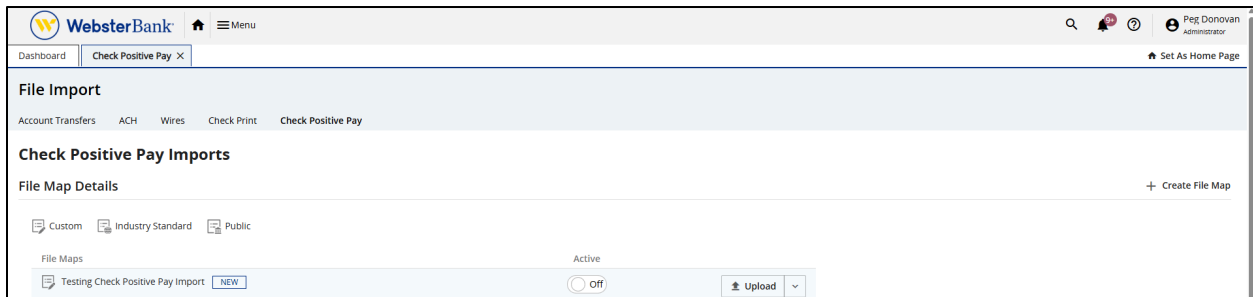 WebsterBank Menu 9+ Peg Donovan
Administrator
Dashboard Check Positive Pay Set As Home Page
File Import
Account Transfers ACH Wires Check Print Check Positive Pay
Check Positive Pay Imports
File Map Details + Create File Map
Custom Industry Standard Public
File Maps Active
Testing Check Positive Pay Import NEW Off Upload